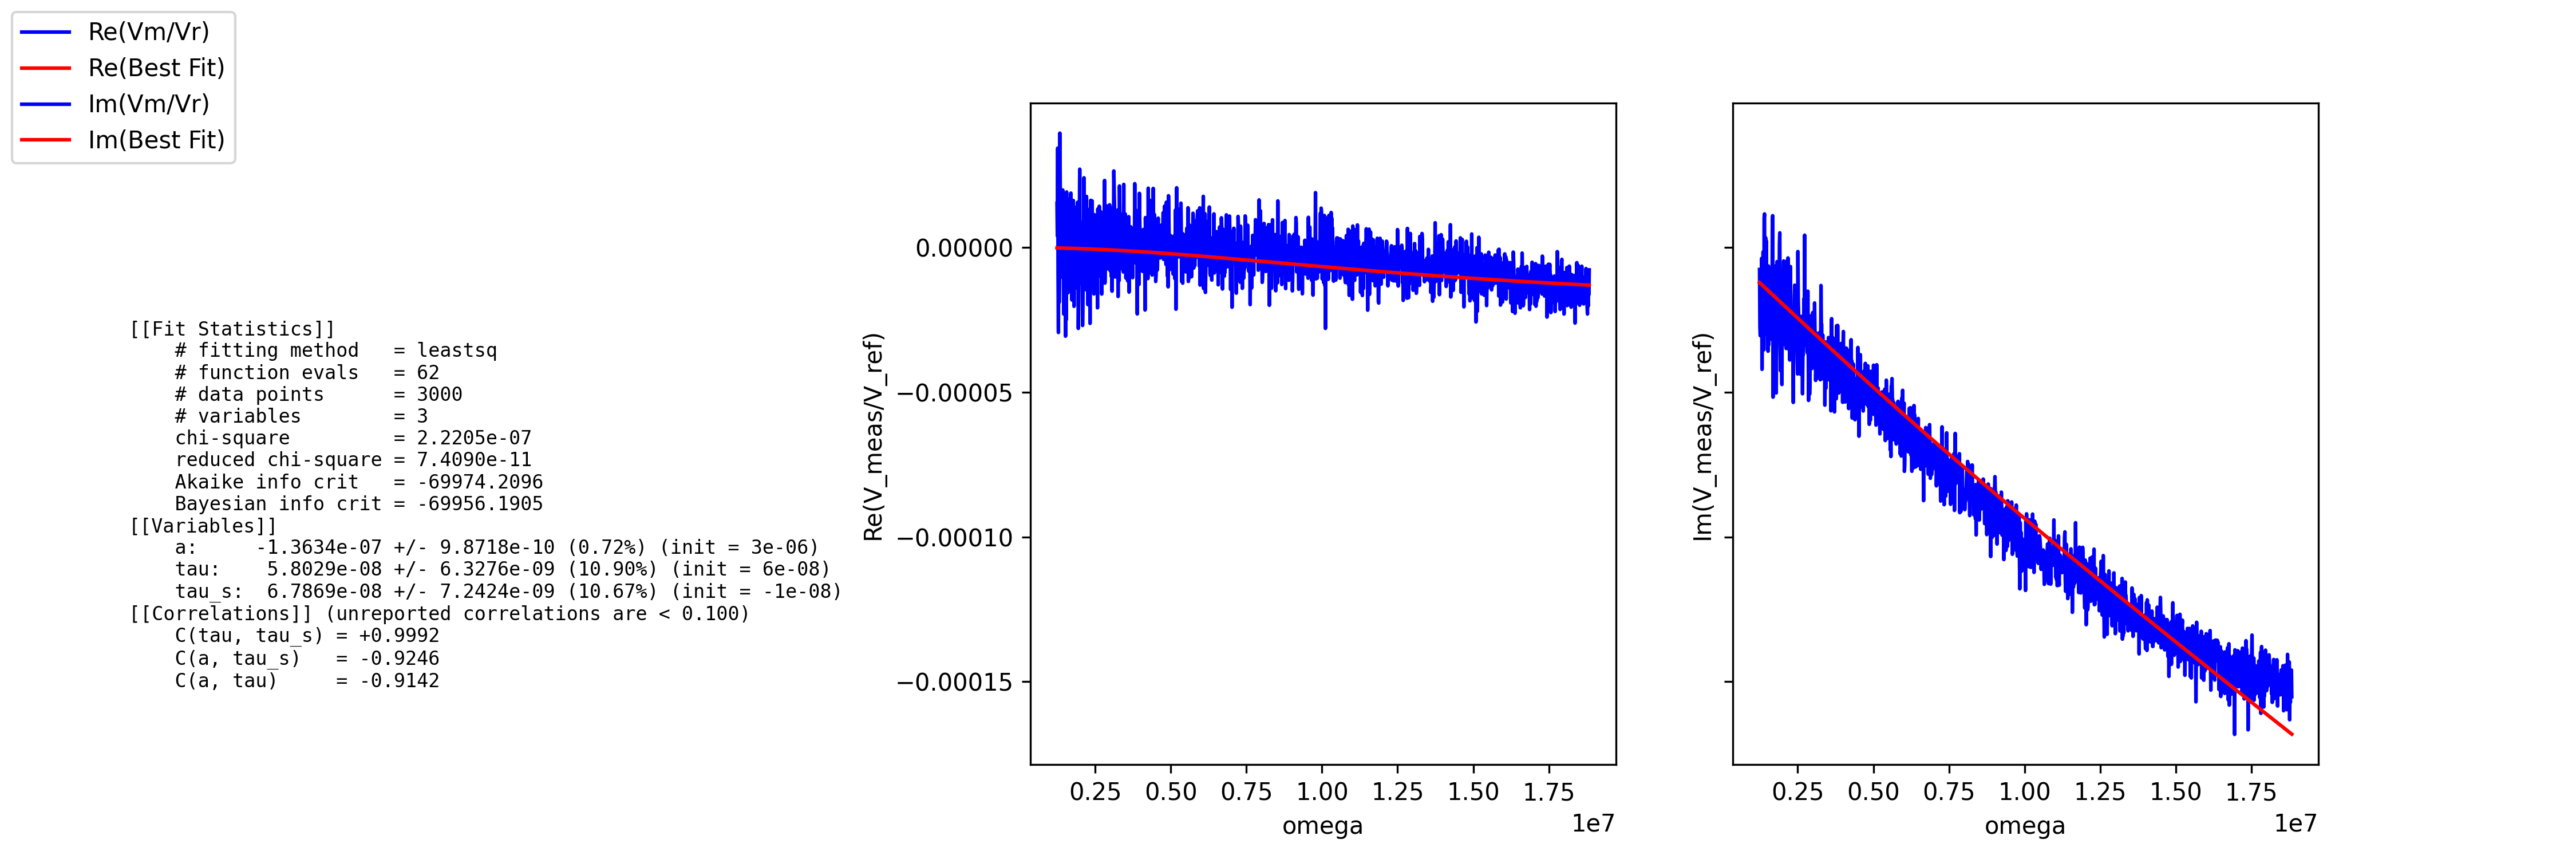 Re(Vm/Vr)
Re(Best Fit)
Im(Vm/Vr)
Im(Best Fit)
[[Fit Statistics]]
# fitting method = leastsq
# function evals = 62
# data points = 3000
# variables = 3
chi-square = 2.2205e-07
reduced chi-square = 7.4090e-11
Akaike info crit = -69974.2096
Bayesian info crit = -69956.1905
[[Variables]]
a: -1.3634e-07 +/- 9.8718e-10 (0.72%) (init = 3e-06)
tau: 5.8029e-08 +/- 6.3276e-09 (10.90%) (init = 6e-08)
tau_s: 6.7869e-08 +/- 7.2424e-09 (10.67%) (init = -1e-08)
[[Correlations]] (unreported correlations are < 0.100)
C(tau, tau_s) = +0.9992
C(a, tau_s) = -0.9246
C(a, tau) = -0.9142
Re(V_meas/V_ref)
0.00000
−0.00005
−0.00010
−0.00015
0.25 0.50 0.75 1.00 1.25 1.50 1.75
omega
1e7
Im(V_meas/V_ref)
0.25 0.50 0.75 1.00 1.25 1.50 1.75
omega
1e7